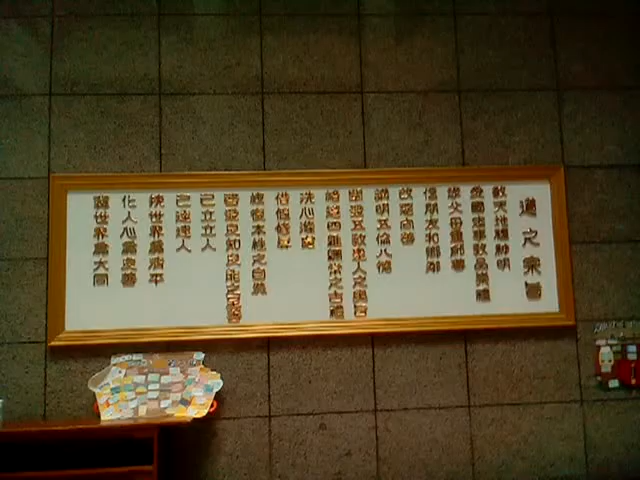 道之宗旨
敬天地禮神明
愛國忠事敦品崇禮
孝父母重師尊
信朋友和鄉鄰
改惡向善
講明五倫八德
闡發五教聖人之奧旨
恪遵四維綱常之古禮
洗心滌慮
借假修真
恢復本性之自然
啟發良知良能之至善
己立立人
己達達人
挽世界為清平
化人心為良善
冀世界為大同